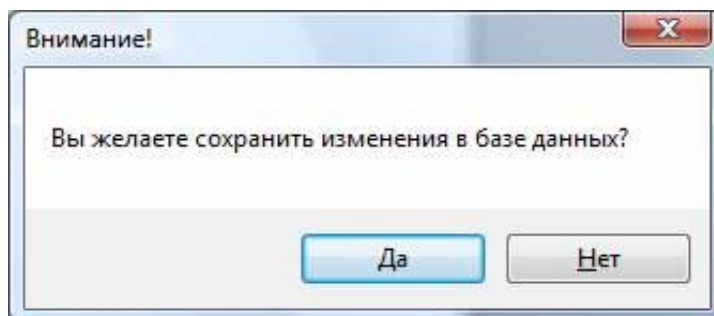 Внимание!
Вы желаете сохранить изменения в базе данных?
Да
Нет